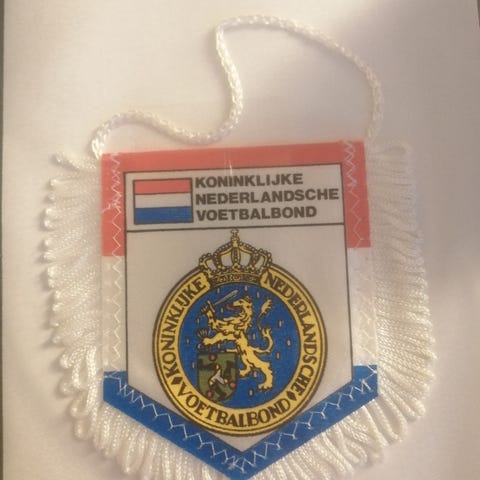 KONINKLIJKE
NEDERLANDSCHE
VOETBALBOND
KONINKLIJKE NEDERLANDSCHE
VOETBALBOND